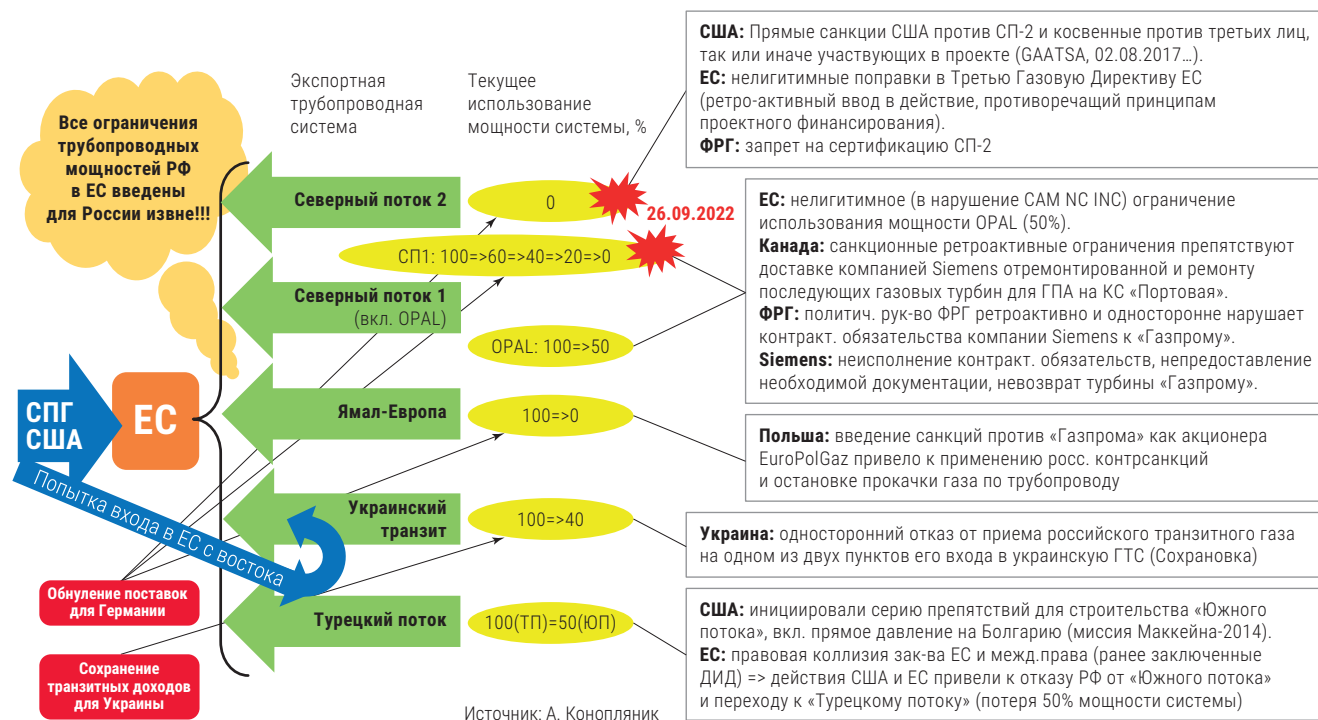 Все ограничения
трубопроводных
мощностей РФ
в ЕС введены
для России извне!!!
Экспортная
трубопроводная
система
Текущее
использование
мощности системы, %
Северный поток 2
0
26.09.2022
СП1: 100=>60=>40=>20=>0
Северный поток 1
(вкл. OPAL)
OPAL: 100=>50
СПГ
США
ЕС
Ямал-Европа
100=>0
Попытка входа в ЕС с востока
Украинский
транзит
100=>40
Обнуление поставок
для Германии
Турецкий поток
100(ТП)=50(ЮП)
Сохранение
транзитных доходов
для Украины
США: Прямые санкции США против СП-2 и косвенные против третьих лиц,
так или иначе участвующих в проекте (GAATSA, 02.08.2017…).
ЕС: нелигитимные поправки в Третью Газовую Директиву ЕС
(ретро-активный ввод в действие, противоречащий принципам
проектного финансирования).
ФРГ: запрет на сертификацию СП-2
ЕС: нелигитимное (в нарушение CAM NC INC) ограничение
использования мощности OPAL (50%).
Канада: санкционные ретроактивные ограничения препятствуют
доставке компанией Siemens отремонтированной и ремонту
последующих газовых турбин для ГПА на КС «Портовая».
ФРГ: политич. рук-во ФРГ ретроактивно и односторонне нарушает
контракт. обязательства компании Siemens к «Газпрому».
Siemens: неисполнение контракт. обязательств, непредоставление
необходимой документации, невозврат турбины «Газпрому».
Польша: введение санкций против «Газпрома» как акционера
EuroPolGaz привело к применению росс. контрсанкций
и остановке прокачки газа по трубопроводу
Украина: односторонний отказ от приема российского транзитного газа
на одном из двух пунктов его входа в украинскую ГТС (Сохрановка)
США: инициировали серию препятствий для строительства «Южного
потока», вкл. прямое давление на Болгарию (миссия Маккейна-2014).
ЕС: правовая коллизия зак-ва ЕС и межд.права (ранее заключенные
ДИД) => действия США и ЕС привели к отказу РФ от «Южного потока»
и переходу к «Турецкому потоку» (потеря 50% мощности системы)
Источник: А. Конопляник